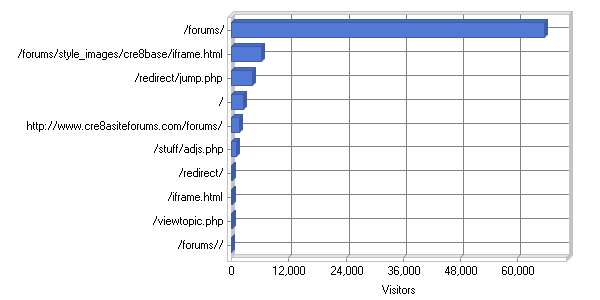 /forums/
/forums/style_images/cre8base/iframe.html
/redirect/jump.php
/
http://www.cre8asiteforums.com/forums/
/stuff/adjs.php
/redirect/
/iframe.html
/viewtopic.php
/forums//
0 12,000 24,000 36,000 48,000 60,000
Visitors